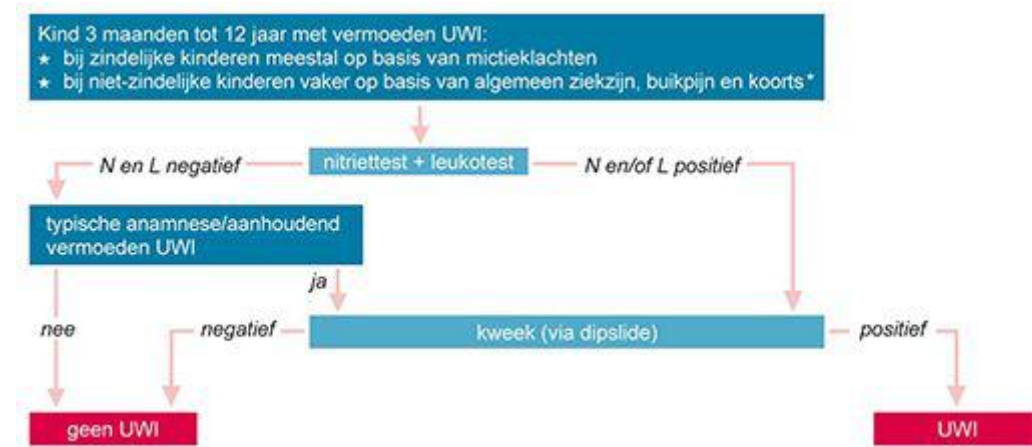 Kind 3 maanden tot 12 jaar met vermoeden UWI:
★ bij zindelijke kinderen meestal op basis van mictieklachten
★ bij niet-zindelijke kinderen vaker op basis van algemeen ziekzijn, buikpijn en koorts*
N en L negatief
nitriettest + leukotest
N en/of L positief
typische anamnese/aanhoudend
vermoeden UWI
ja
nee
negatief
kweek (via dipslide)
positief
geen UWI
UWI